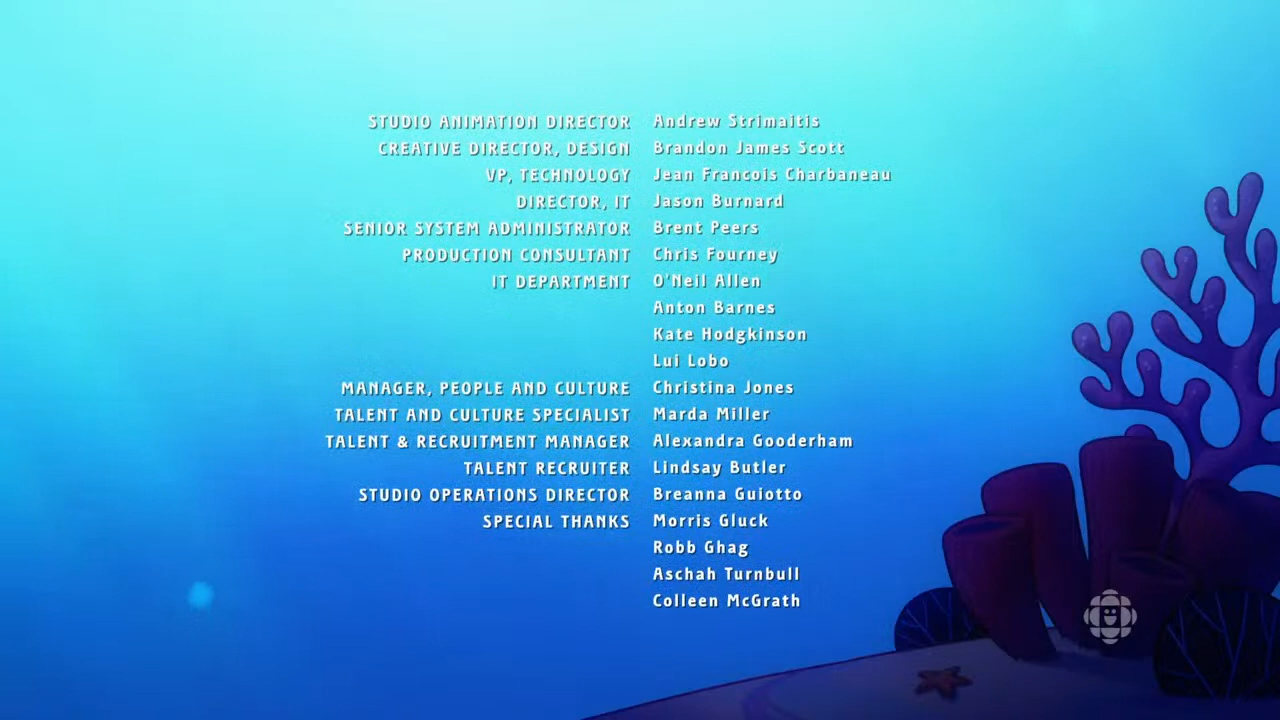 STUDIO ANIMATION DIRECTOR Andrew Strimaitis
CREATIVE DIRECTOR, DESIGN Brandon James Scott
VP, TECHNOLOGY Jean Francois Charbaneau
DIRECTOR, IT Jason Burnard
SENIOR SYSTEM ADMINISTRATOR Brent Peers
PRODUCTION CONSULTANT Chris Fourney
IT DEPARTMENT O'Neil Allen
Anton Barnes
Kate Hodgkinson
Lui Lobo
MANAGER, PEOPLE AND CULTURE Christina Jones
TALENT AND CULTURE SPECIALIST Marda Miller
TALENT & RECRUITMENT MANAGER Alexandra Gooderham
TALENT RECRUITER Lindsay Butler
STUDIO OPERATIONS DIRECTOR Breanna Guiotto
SPECIAL THANKS Morris Gluck
Robb Ghag
Aschah Turnbull
Colleen McGrath